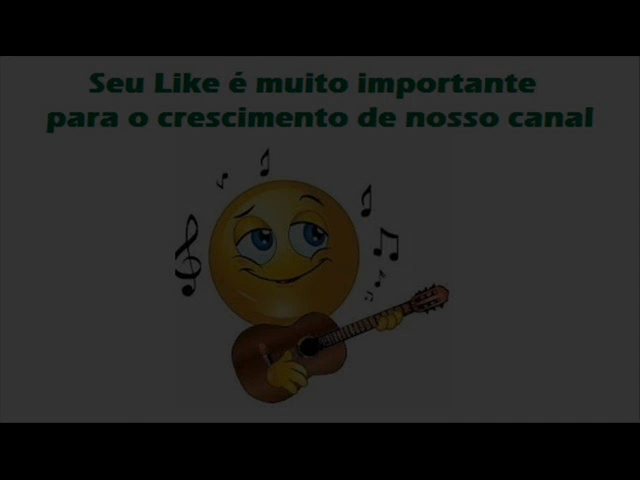 Seu Like é muito importante
para o crescimento de nosso canal